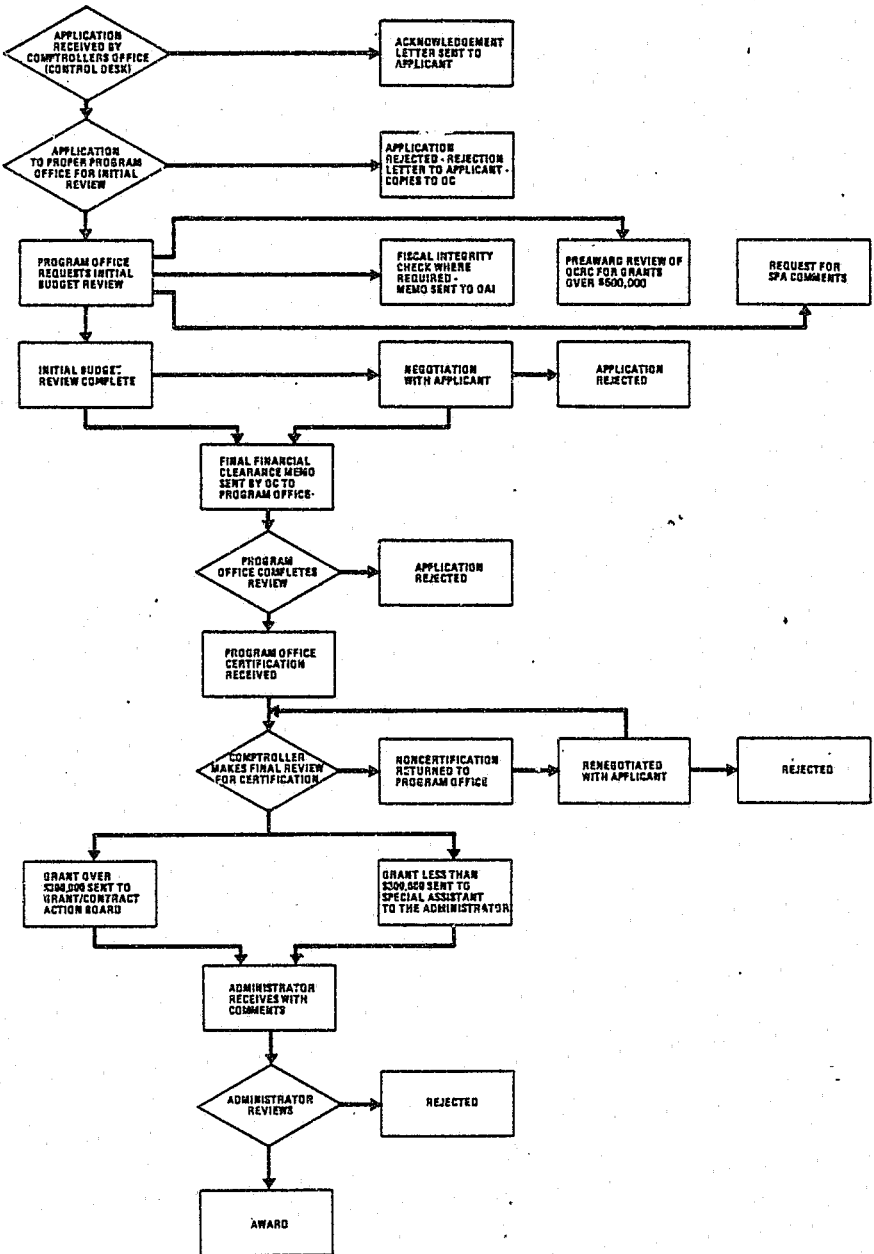 APPLICATION
RECEIVED BY
COMPTROLLERS OFFICE
(CONTROL DESK)
ACKNOWLEDGEMENT
LETTER SENT TO
APPLICANT
APPLICATION
TO PROPER PROGRAM
OFFICE FOR INITIAL
REVIEW
APPLICATION
REJECTED - REJECTION
LETTER TO APPLICANT -
COPIES TO OC
PROGRAM OFFICE
REQUESTS INITIAL
BUDGET REVIEW
FISCAL INTEGRITY
CHECK WHERE
REQUIRED -
MEMO SENT TO OAI
PREAWARD REVIEW OF
OCRC FOR GRANTS
OVER $500,000
REQUEST FOR
SPA COMMENTS
INITIAL BUDGET
REVIEW COMPLETE
NEGOTIATION
WITH APPLICANT
APPLICATION
REJECTED
FINAL FINANCIAL
CLEARANCE MEMO
SENT BY OC TO
PROGRAM OFFICE-
PROGRAM
OFFICE COMPLETES
REVIEW
APPLICATION
REJECTED
PROGRAM OFFICE
CERTIFICATION
RECEIVED
COMPTROLLER
MAKES FINAL REVIEW
FOR CERTIFICATION
NONCERTIFICATION
RETURNED TO
PROGRAM OFFICE
RENEGOTIATED
WITH APPLICANT
REJECTED
GRANT OVER
$300,000 SENT TO
GRANT/CONTRACT
ACTION BOARD
GRANT LESS THAN
$300,000 SENT TO
SPECIAL ASSISTANT
TO THE ADMINISTRATOR
ADMINISTRATOR
RECEIVES WITH
COMMENTS
ADMINISTRATOR
REVIEWS
REJECTED
AWARD